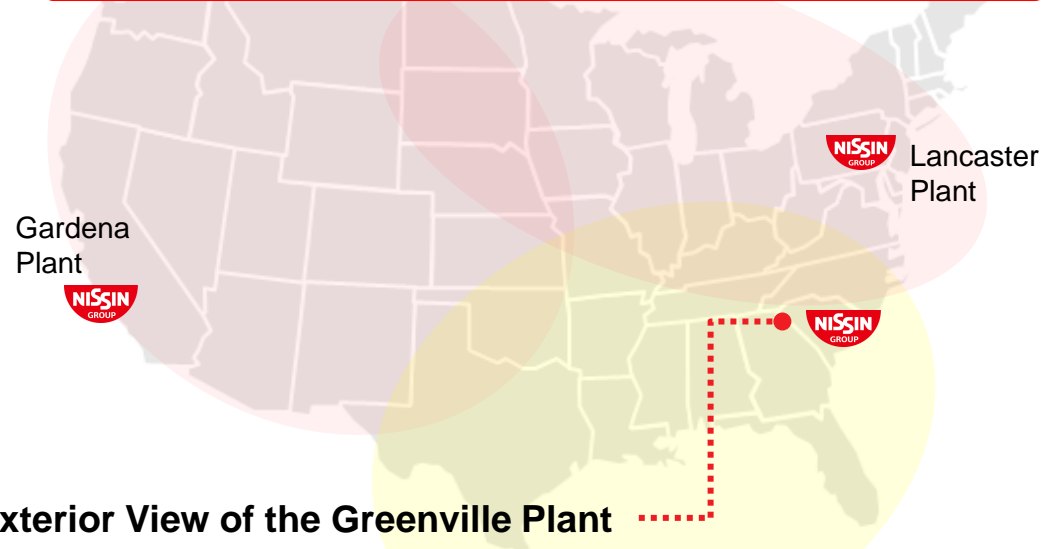 NISSIN
GROUP
Lancaster
Plant
Gardena
Plant
NISSIN
GROUP
NISSIN
GROUP
xterior View of the Greenville Plant